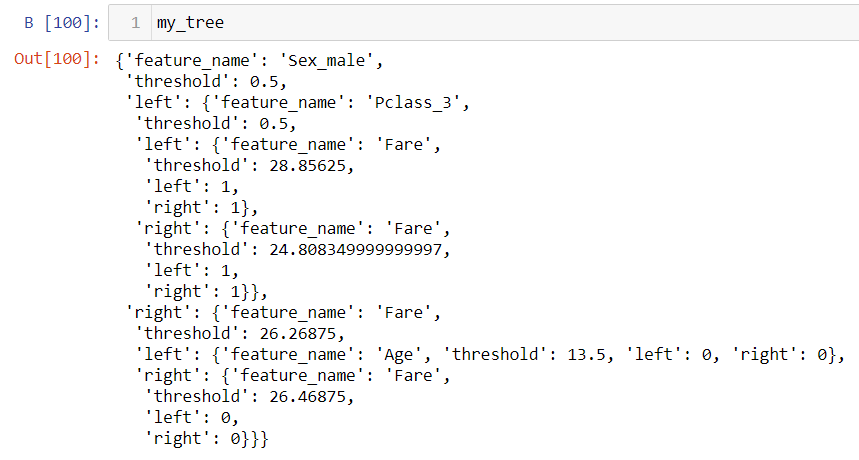 B [100]: 1 my_tree
Out[100]: {'feature_name': 'Sex_male',
'threshold': 0.5,
'left': {'feature_name': 'Pclass_3',
'threshold': 0.5,
'left': {'feature_name': 'Fare',
'threshold': 28.85625,
'left': 1,
'right': 1},
'right': {'feature_name': 'Fare',
'threshold': 24.808349999999997,
'left': 1,
'right': 1}},
'right': {'feature_name': 'Fare',
'threshold': 26.26875,
'left': {'feature_name': 'Age', 'threshold': 13.5, 'left': 0, 'right': 0},
'right': {'feature_name': 'Fare',
'threshold': 26.46875,
'left': 0,
'right': 0}}}